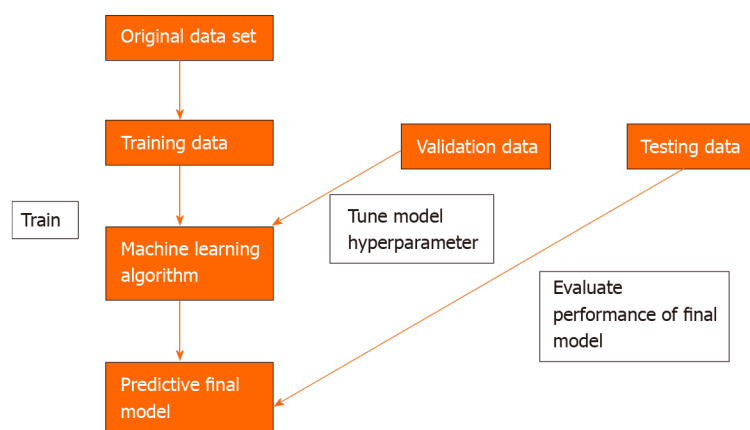 Original data set
Training data
Validation data
Testing data
Train
Tune model
hyperparameter
Machine learning
algorithm
Evaluate
performance of final
model
Predictive final
model